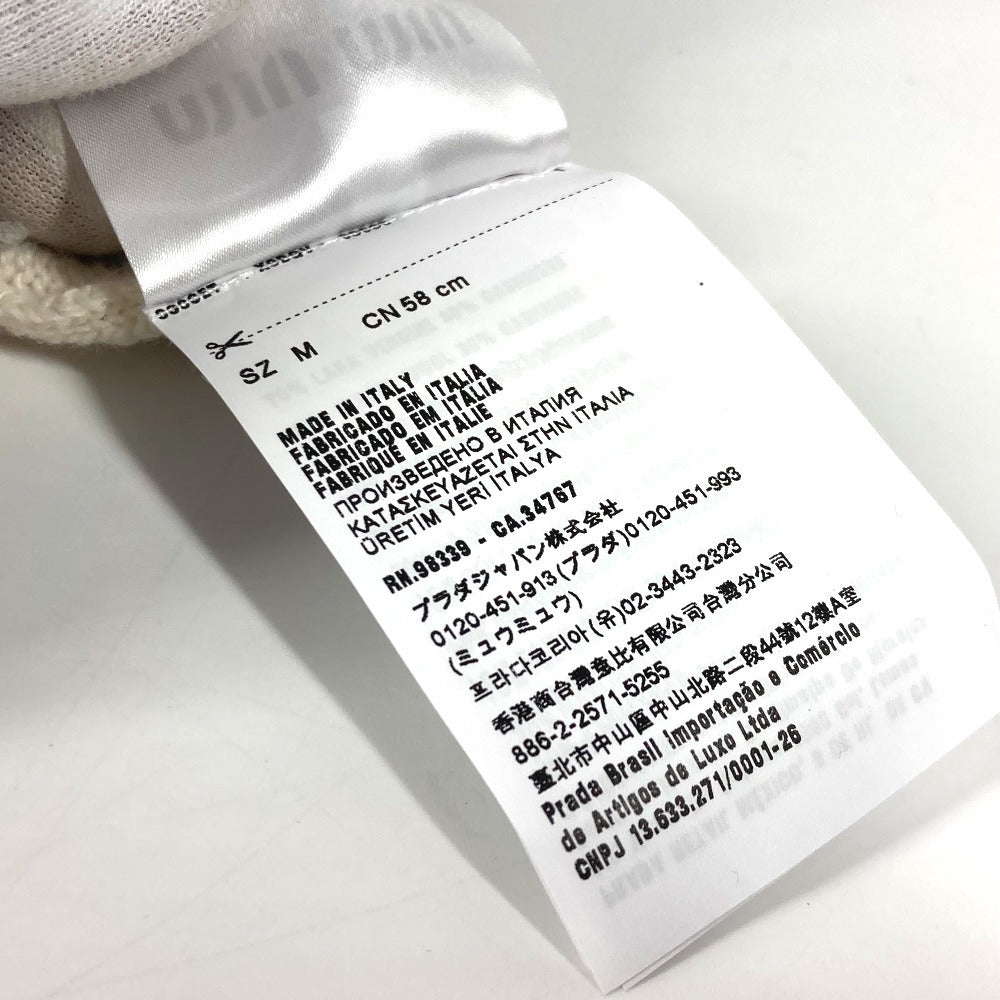 miu miu
SZ M CN 58 cm
MADE IN ITALY
FABRICADO EN ITALIA
FABRICADO EM ITÁLIA
FABRIQUÉ EN ITALIE
ПРОИЗВЕДЕНО В ИТАЛИЯ
ΚΑΤΑΣΚΕΥΑΖΕΤΑΙ ΣΤΗΝ ΙΤΑΛΙΑ
ÜRETIM YERI ITALYA
RN.98339 - CA.34767
プラダジャパン株式会社
0120-451-913(プラダ)0120-451-993
(ミュウミュウ)
프라다코리아(유)02-3443-2323
香港商台灣壹比有限公司台灣分公司
886-2-2571-5255
臺北市中山區中山北路二段44號12樓A室
Prada Brasil Importação e Comércio
de Artigos de Luxo Ltda
CNPJ 13.633.271/0001-26